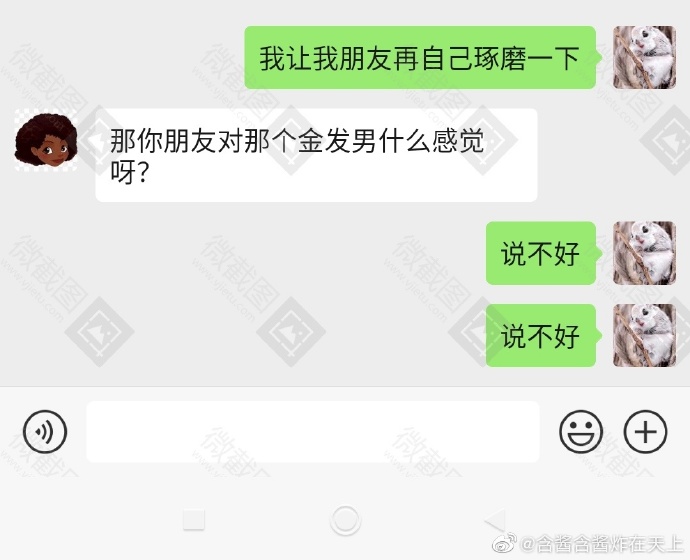 我让我朋友再自己琢磨一下
那你朋友对那个金发男什么感觉
呀?
说不好
说不好
微截图
@含酱含酱炸在天上